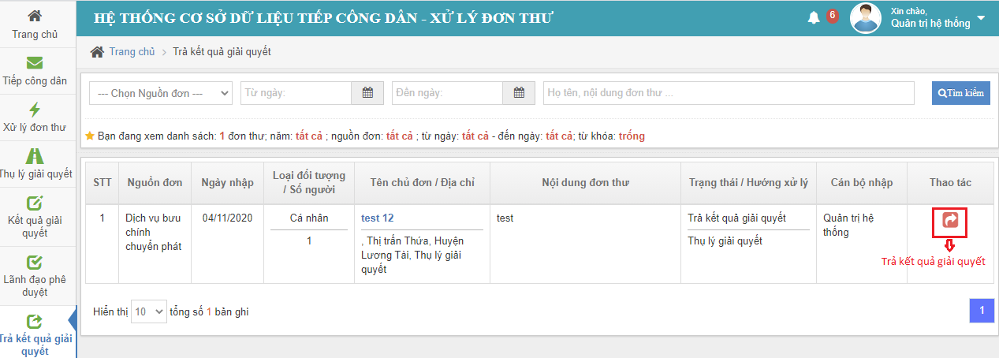 Trang chủ
Tiếp công dân
Xử lý đơn thư
Thụ lý giải quyết
Kết quả giải
quyết
Lãnh đạo phê
duyệt
Trả kết quả giải
quyết
HỆ THỐNG CƠ SỞ DỮ LIỆU TIẾP CÔNG DÂN - XỬ LÝ ĐƠN THƯ
6
Xin chào,
Quản trị hệ thống
Trang chủ > Trả kết quả giải quyết
--- Chọn Nguồn đơn ---
Từ ngày:
Đến ngày:
Họ tên, nội dung đơn thư ...
Tìm kiếm
Bạn đang xem danh sách: 1 đơn thư; năm: tất cả ; nguồn đơn: tất cả ; từ ngày: tất cả - đến ngày: tất cả; từ khóa: trống
STT
Nguồn đơn
Ngày nhập
Loại đối tượng
/ Số người
Tên chủ đơn / Địa chỉ
Nội dung đơn thư
Trạng thái / Hướng xử lý
Cán bộ nhập
Thao tác
1
Dịch vụ bưu
chính
chuyển phát
04/11/2020
Cá nhân
1
test 12
, Thị trấn Thứa, Huyện
Lương Tài, Thụ lý giải
quyết
test
Trả kết quả giải quyết
Thụ lý giải quyết
Quản trị hệ
thống
Trả kết quả giải quyết
Hiển thị 10 tổng số 1 bản ghi
1